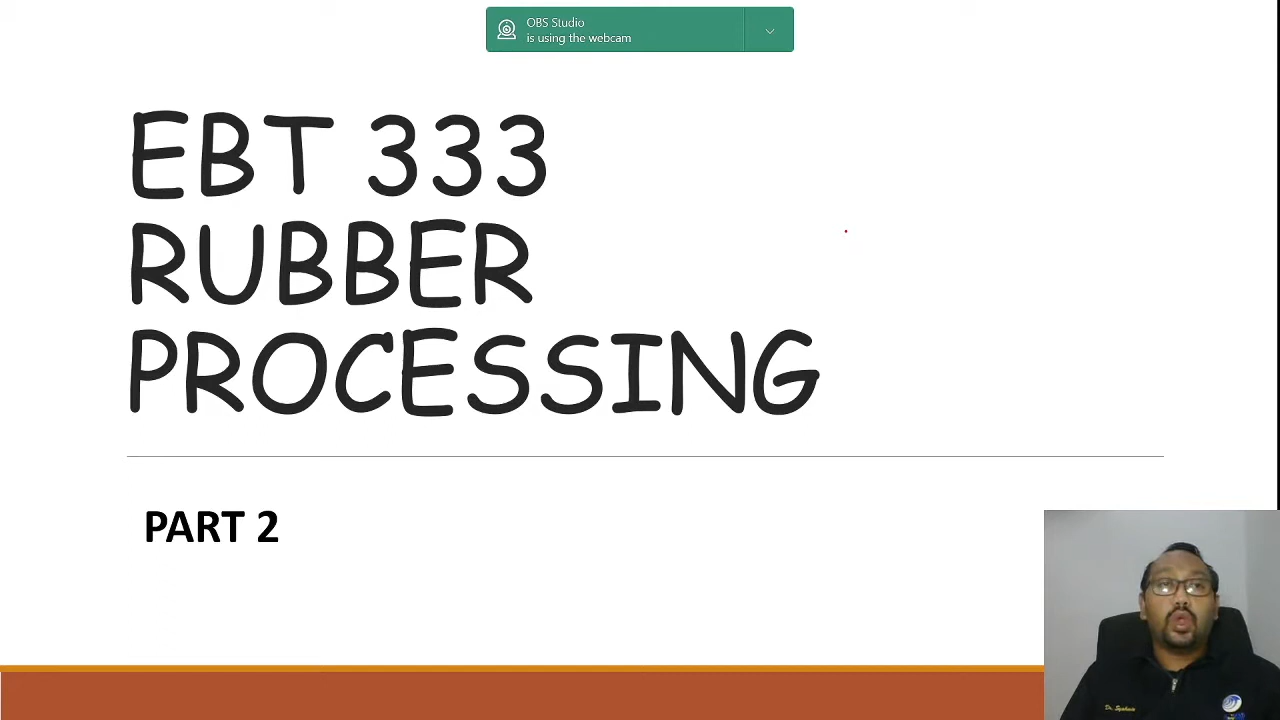 OBS Studio
is using the webcam
EBT 333
RUBBER
PROCESSING
PART 2